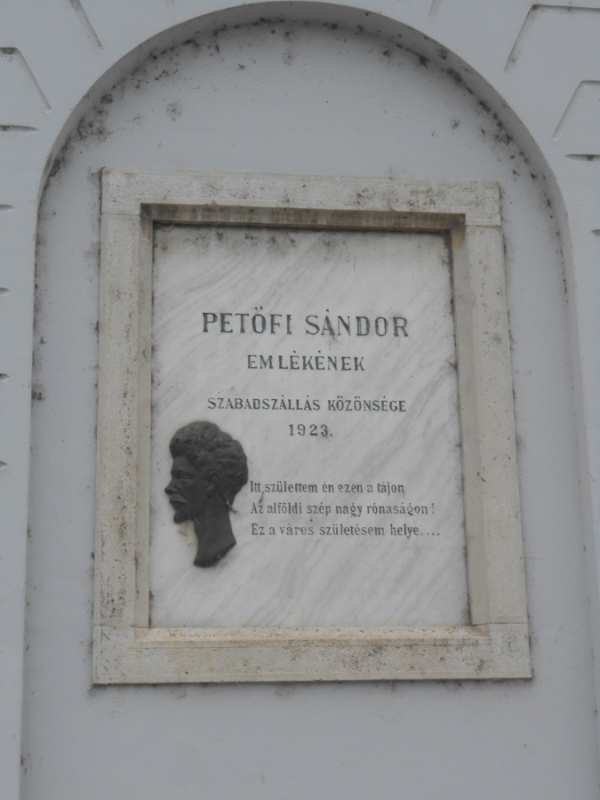 PETŐFI SÁNDOR
EMLÉKÉNEK
SZABADSZÁLLÁS KÖZÖNSÉGE
1923.
Itt születtem én ezen a tájon
Az alföldi szép nagy rónaságon!
Ez a város születésem helye....